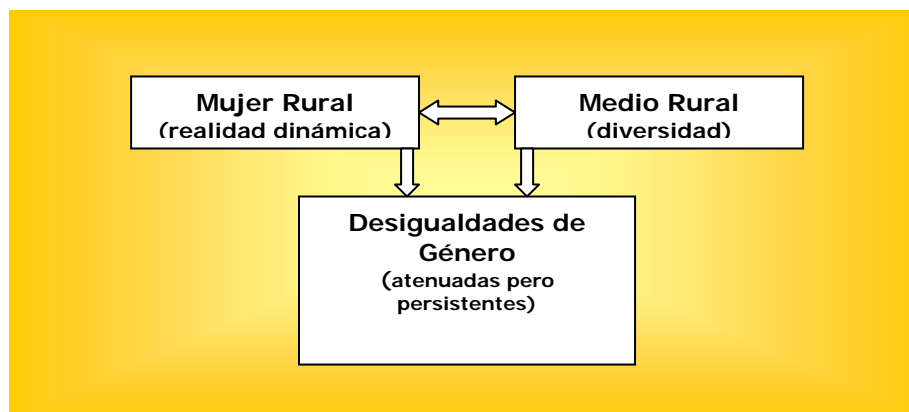 Mujer Rural
(realidad dinámica)
Medio Rural
(diversidad)
Desigualdades de
Género
(atenuadas pero
persistentes)